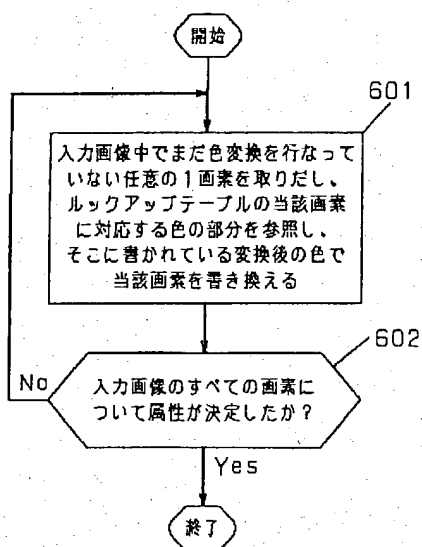 開始
601
入力画像中でまだ色変換を行なって
いない任意の1画素を取りだし、
ルックアップテーブルの当該画素
に対応する色の部分を参照し、
そこに書かれている変換後の色で
当該画素を書き換える
602
No
入力画像のすべての画素に
ついて属性が決定したか?
Yes
終了